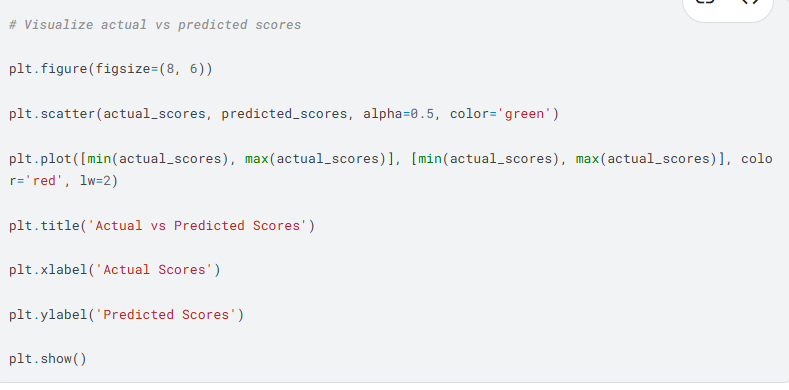 # Visualize actual vs predicted scores
plt.figure(figsize=(8, 6))
plt.scatter(actual_scores, predicted_scores, alpha=0.5, color='green')
plt.plot([min(actual_scores), max(actual_scores)], [min(actual_scores), max(actual_scores)], colo
r='red', lw=2)
plt.title('Actual vs Predicted Scores')
plt.xlabel('Actual Scores')
plt.ylabel('Predicted Scores')
plt.show()